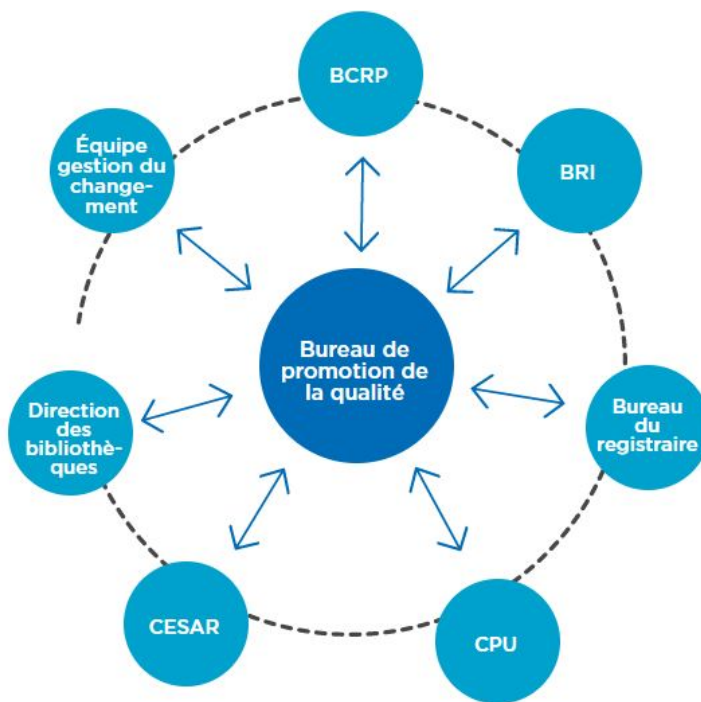 BCRP
Équipe
gestion du
change-
ment
BRI
Bureau de
promotion de
la qualité
Direction
des
bibliothè-
ques
Bureau
du
registraire
CESAR
CPU